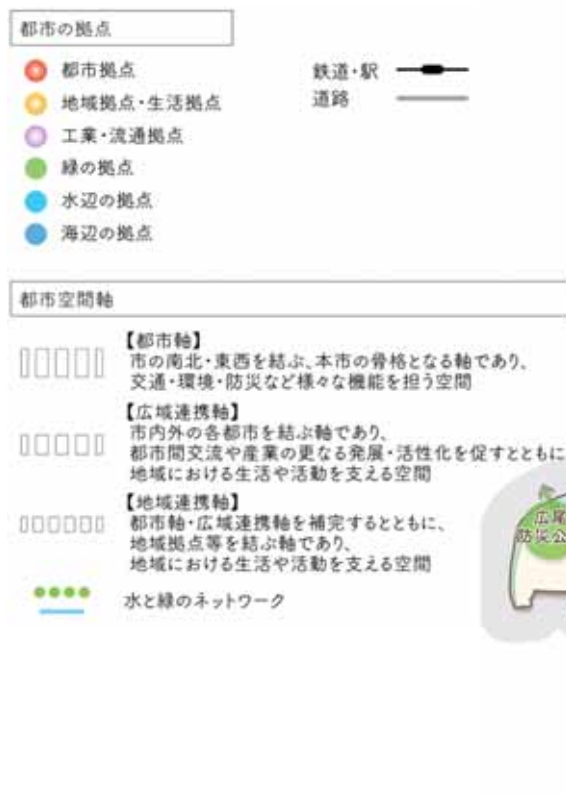 都市の拠点
都市拠点
地域拠点・生活拠点
工業・流通拠点
緑の拠点
水辺の拠点
海辺の拠点
鉄道・駅
道路
都市空間軸
【都市軸】
市の南北・東西を結ぶ、本市の骨格となる軸であり、
交通・環境・防災など様々な機能を担う空間
【広域連携軸】
市内外の各都市を結ぶ軸であり、
都市間交流や産業の更なる発展・活性化を促すとともに
地域における生活や活動を支える空間
【地域連携軸】
都市軸・広域連携軸を補完するとともに、
地域拠点等を結ぶ軸であり、
地域における生活や活動を支える空間
水と緑のネットワーク
広尾
防災公